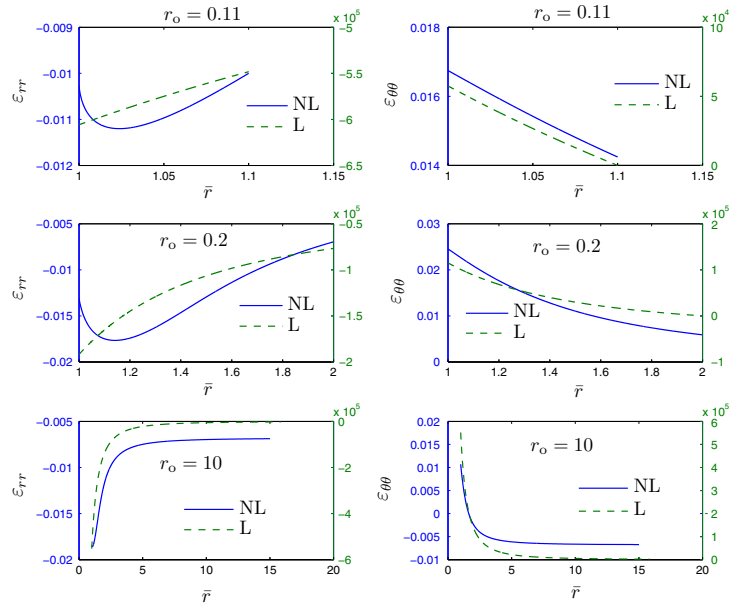 r_o = 0.11
−0.009
−0.01
−0.011
−0.012
ε_rr
−5
−5.5
−6
−6.5
x 10^5
NL
L
1
1.05
1.1
1.15
r̄
r_o = 0.11
0.018
0.016
0.014
ε_θθ
10
5
0
x 10^4
NL
L
1
1.05
1.1
1.15
r̄
r_o = 0.2
−0.005
−0.01
−0.015
−0.02
ε_rr
−0.5
−1
−1.5
−2
x 10^5
NL
L
1
1.2
1.4
1.6
1.8
2
r̄
r_o = 0.2
0.03
0.02
0.01
0
ε_θθ
2
1
0
−1
x 10^5
NL
L
1
1.2
1.4
1.6
1.8
2
r̄
r_o = 10
−0.005
−0.01
−0.015
−0.02
ε_rr
0
−2
−4
−6
x 10^5
NL
L
0
5
10
15
20
r̄
r_o = 10
0.02
0.015
0.01
0.005
0
−0.005
−0.01
ε_θθ
6
5
4
3
2
1
0
x 10^5
NL
L
0
5
10
15
20
r̄